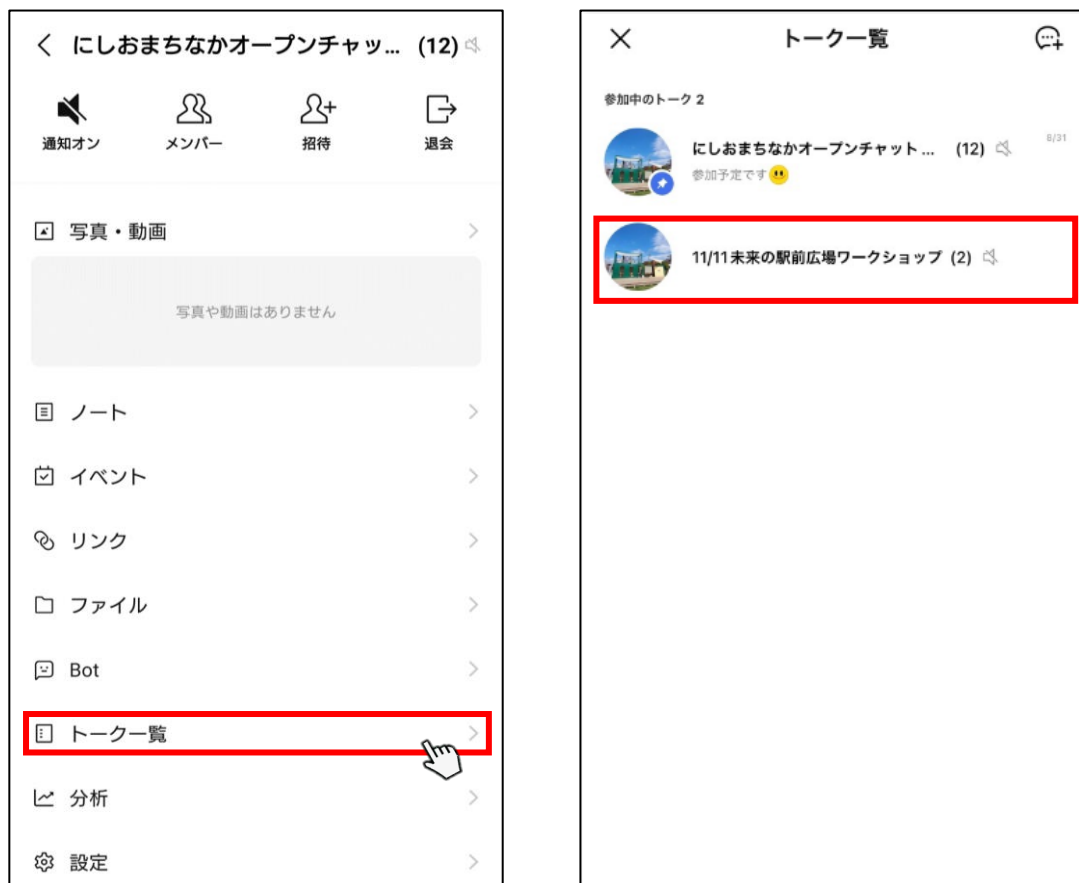 にしおまちなかオープンチャッ... (12)
通知オン メンバー 招待 退会
写真・動画
写真や動画はありません
ノート
イベント
リンク
ファイル
Bot
トーク一覧
分析
設定
トーク一覧
参加中のトーク 2
にしおまちなかオープンチャット... (12) 8/31
参加予定です
11/11未来の駅前広場ワークショップ (2)